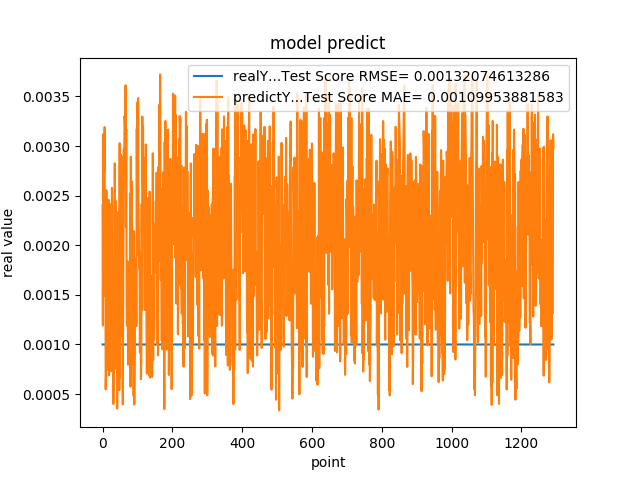 model predict
realY...Test Score RMSE= 0.00132074613286
predictY...Test Score MAE= 0.00109953881583
0.0035
0.0030
0.0025
0.0020
0.0015
0.0010
0.0005
real value
0
200
400
600
800
1000
1200
point